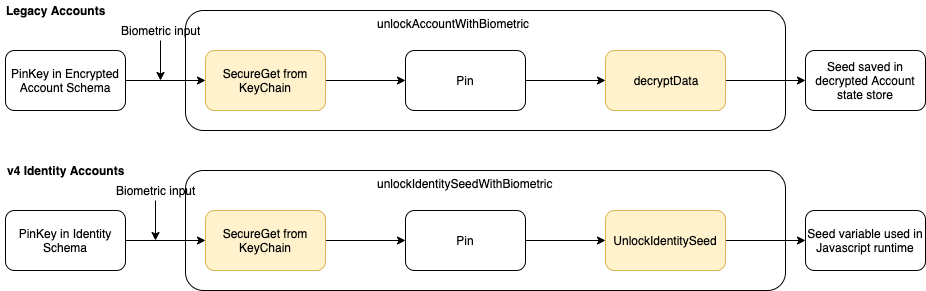 Legacy Accounts
unlockAccountWithBiometric
Biometric input
PinKey in Encrypted
Account Schema
SecureGet from
KeyChain
Pin
decryptData
Seed saved in
decrypted Account
state store
v4 Identity Accounts
unlockIdentitySeedWithBiometric
Biometric input
PinKey in Identity
Schema
SecureGet from
KeyChain
Pin
UnlockIdentitySeed
Seed variable used in
Javascript runtime